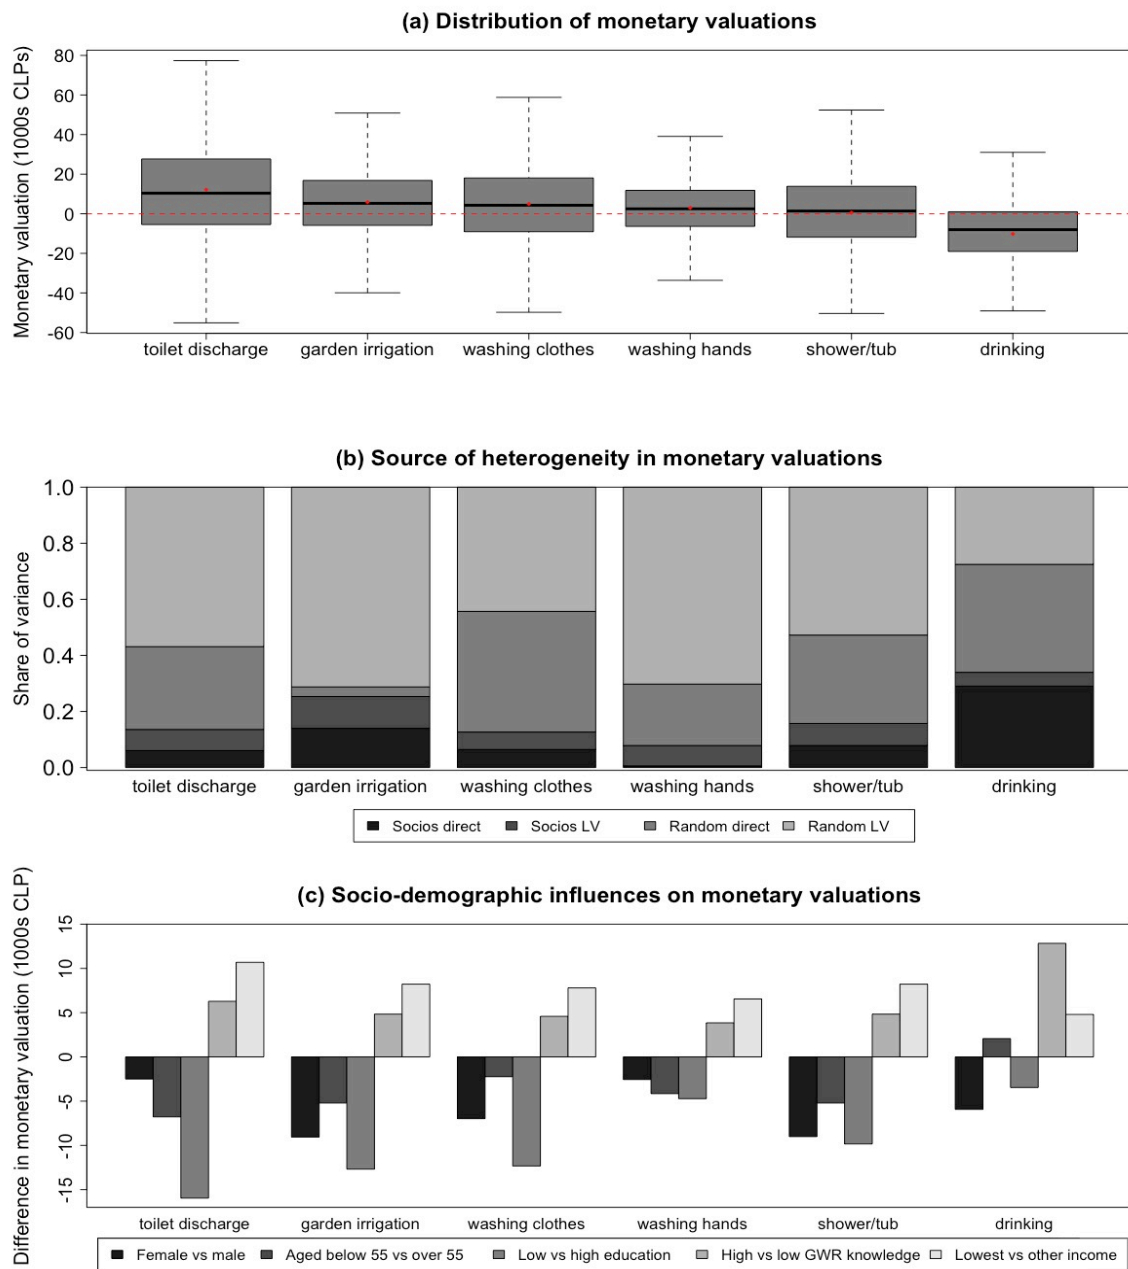 (a) Distribution of monetary valuations
Monetary valuation (1000s CLPs)
80
60
40
20
0
-20
-40
-60
toilet discharge garden irrigation washing clothes washing hands shower/tub drinking
(b) Source of heterogeneity in monetary valuations
Share of variance
1.0
0.8
0.6
0.4
0.2
0.0
toilet discharge garden irrigation washing clothes washing hands shower/tub drinking
Socios direct Socios LV Random direct Random LV
(c) Socio-demographic influences on monetary valuations
Difference in monetary valuation (1000s CLP)
15
10
5
0
-5
-10
-15
toilet discharge garden irrigation washing clothes washing hands shower/tub drinking
Female vs male Aged below 55 vs over 55 Low vs high education High vs low GWR knowledge Lowest vs other income